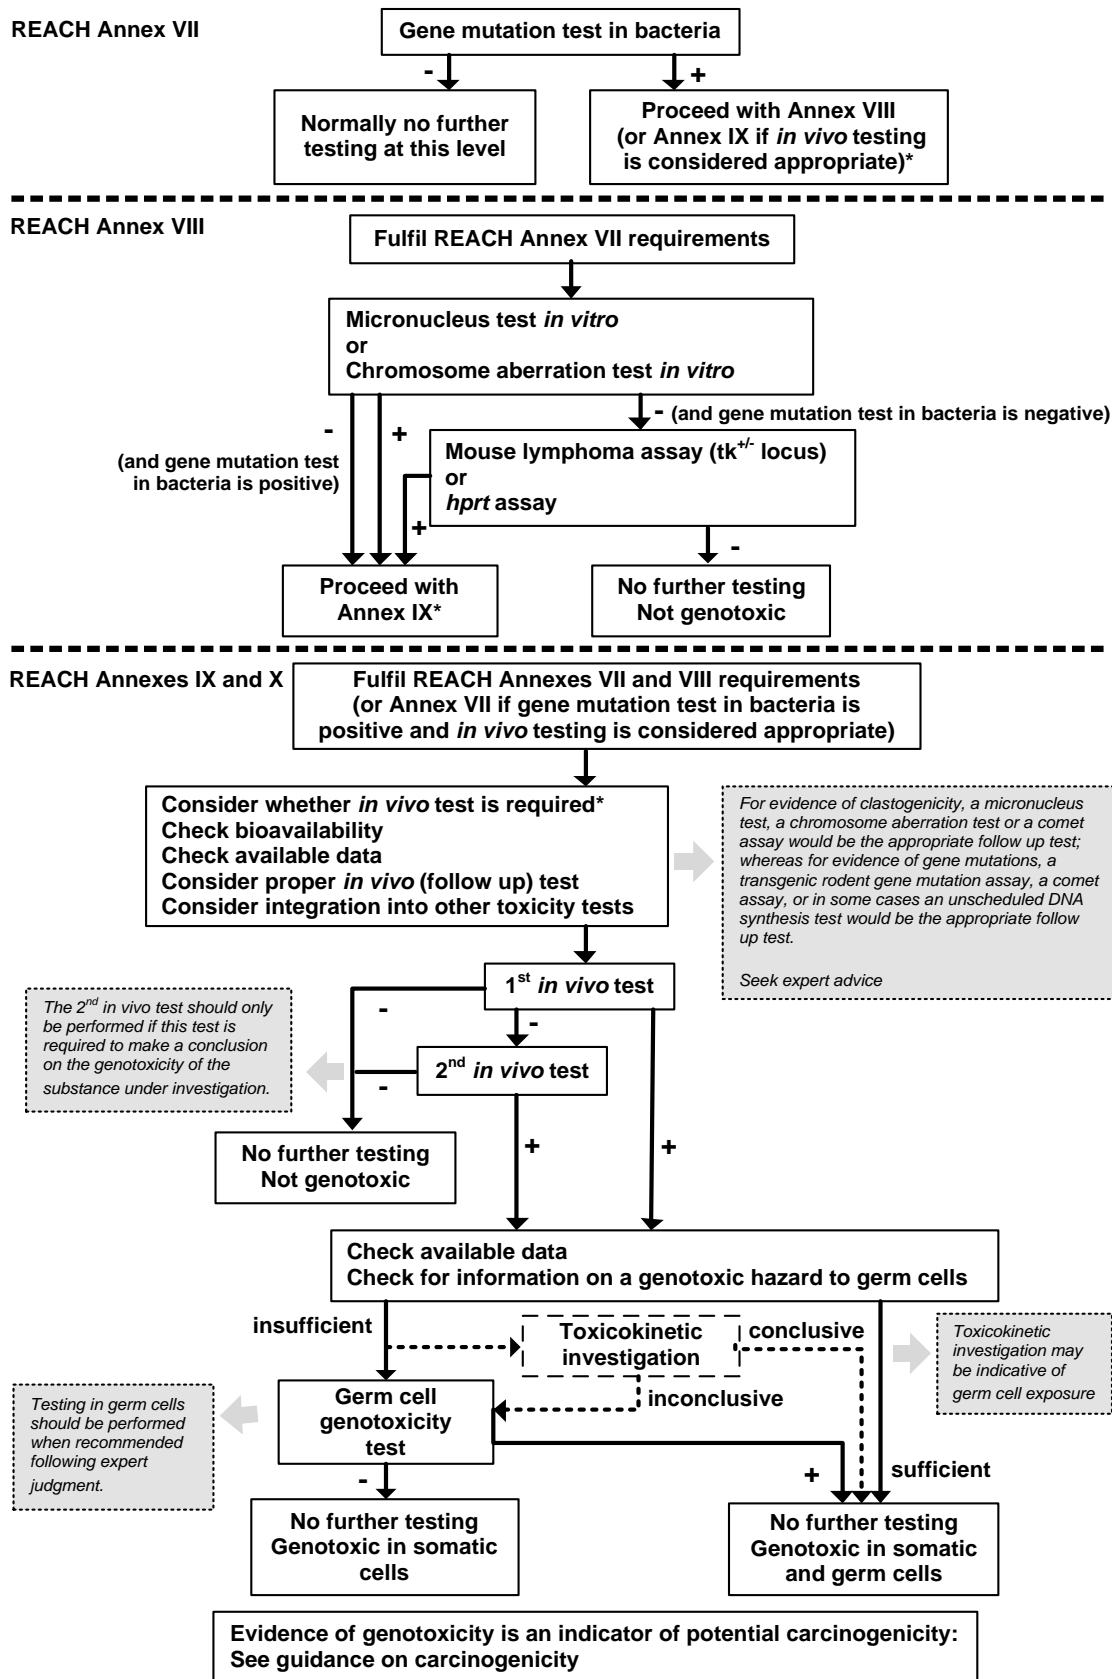 REACH Annex VII
Gene mutation test in bacteria
-
+
Normally no further
testing at this level
Proceed with Annex VIII
(or Annex IX if in vivo testing
is considered appropriate)*
REACH Annex VIII
Fulfil REACH Annex VII requirements
Micronucleus test in vitro
or
Chromosome aberration test in vitro
-
(and gene mutation test
in bacteria is positive)
+
- (and gene mutation test in bacteria is negative)
Mouse lymphoma assay (tk+/- locus)
or
hprt assay
+
-
Proceed with
Annex IX*
No further testing
Not genotoxic
REACH Annexes IX and X
Fulfil REACH Annexes VII and VIII requirements
(or Annex VII if gene mutation test in bacteria is
positive and in vivo testing is considered appropriate)
Consider whether in vivo test is required*
Check bioavailability
Check available data
Consider proper in vivo (follow up) test
Consider integration into other toxicity tests
For evidence of clastogenicity, a micronucleus
test, a chromosome aberration test or a comet
assay would be the appropriate follow up test;
whereas for evidence of gene mutations, a
transgenic rodent gene mutation assay, a comet
assay, or in some cases an unscheduled DNA
synthesis test would be the appropriate follow
up test.
Seek expert advice
1st in vivo test
-
-
The 2nd in vivo test should only
be performed if this test is
required to make a conclusion
on the genotoxicity of the
substance under investigation.
2nd in vivo test
-
+
+
No further testing
Not genotoxic
Check available data
Check for information on a genotoxic hazard to germ cells
insufficient
Toxicokinetic
investigation
conclusive
inconclusive
Toxicokinetic
investigation may
be indicative of
germ cell exposure
Testing in germ cells
should be performed
when recommended
following expert
judgment.
Germ cell
genotoxicity
test
-
+
sufficient
No further testing
Genotoxic in somatic
cells
No further testing
Genotoxic in somatic
and germ cells
Evidence of genotoxicity is an indicator of potential carcinogenicity:
See guidance on carcinogenicity